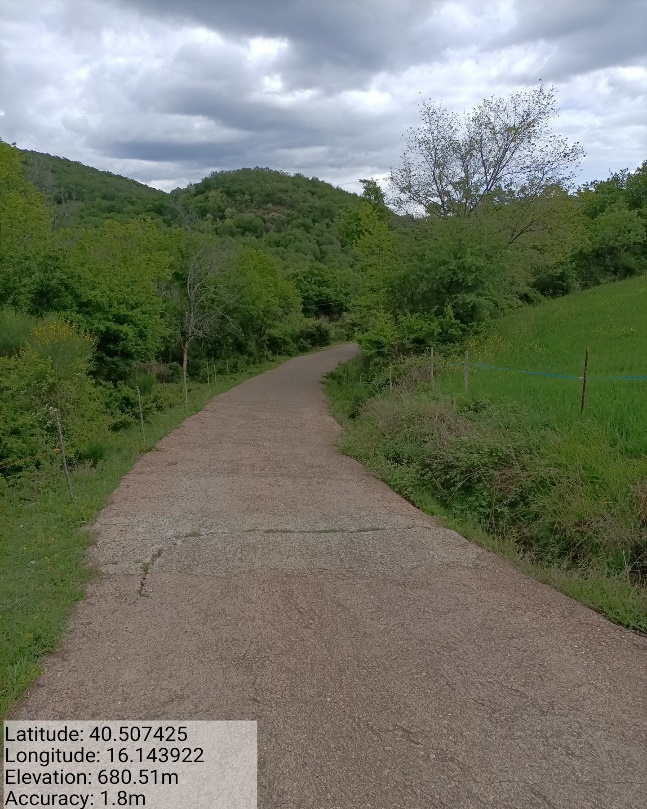 Latitude: 40.507425
Longitude: 16.143922
Elevation: 680.51m
Accuracy: 1.8m